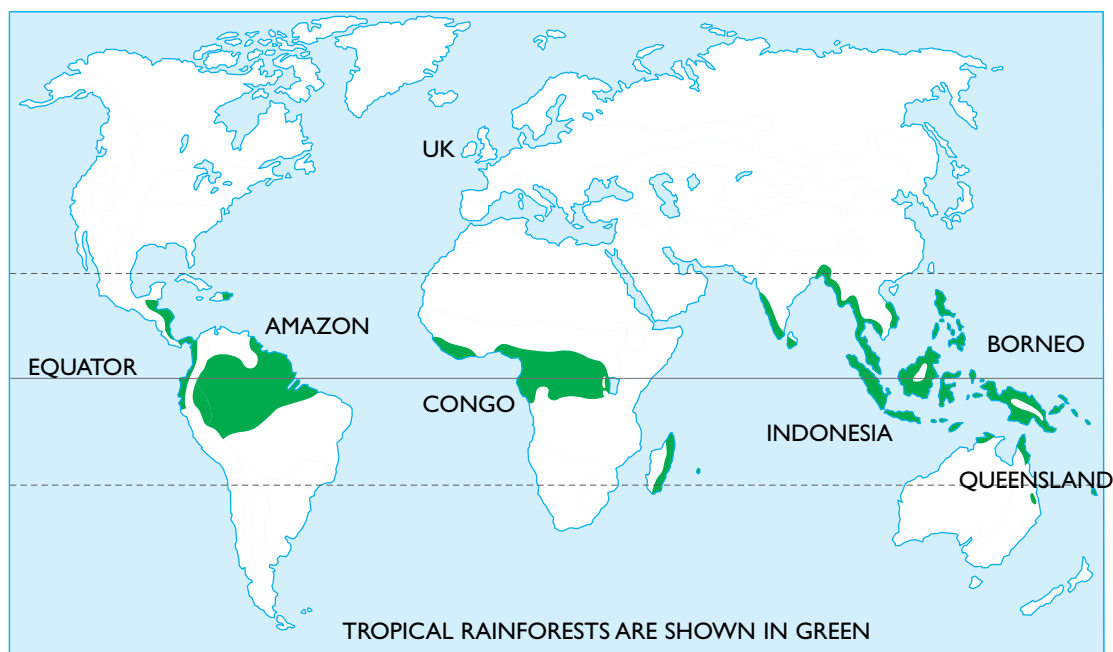 UK
AMAZON
BORNEO
EQUATOR
CONGO
INDONESIA
QUEENSLAND
TROPICAL RAINFORESTS ARE SHOWN IN GREEN